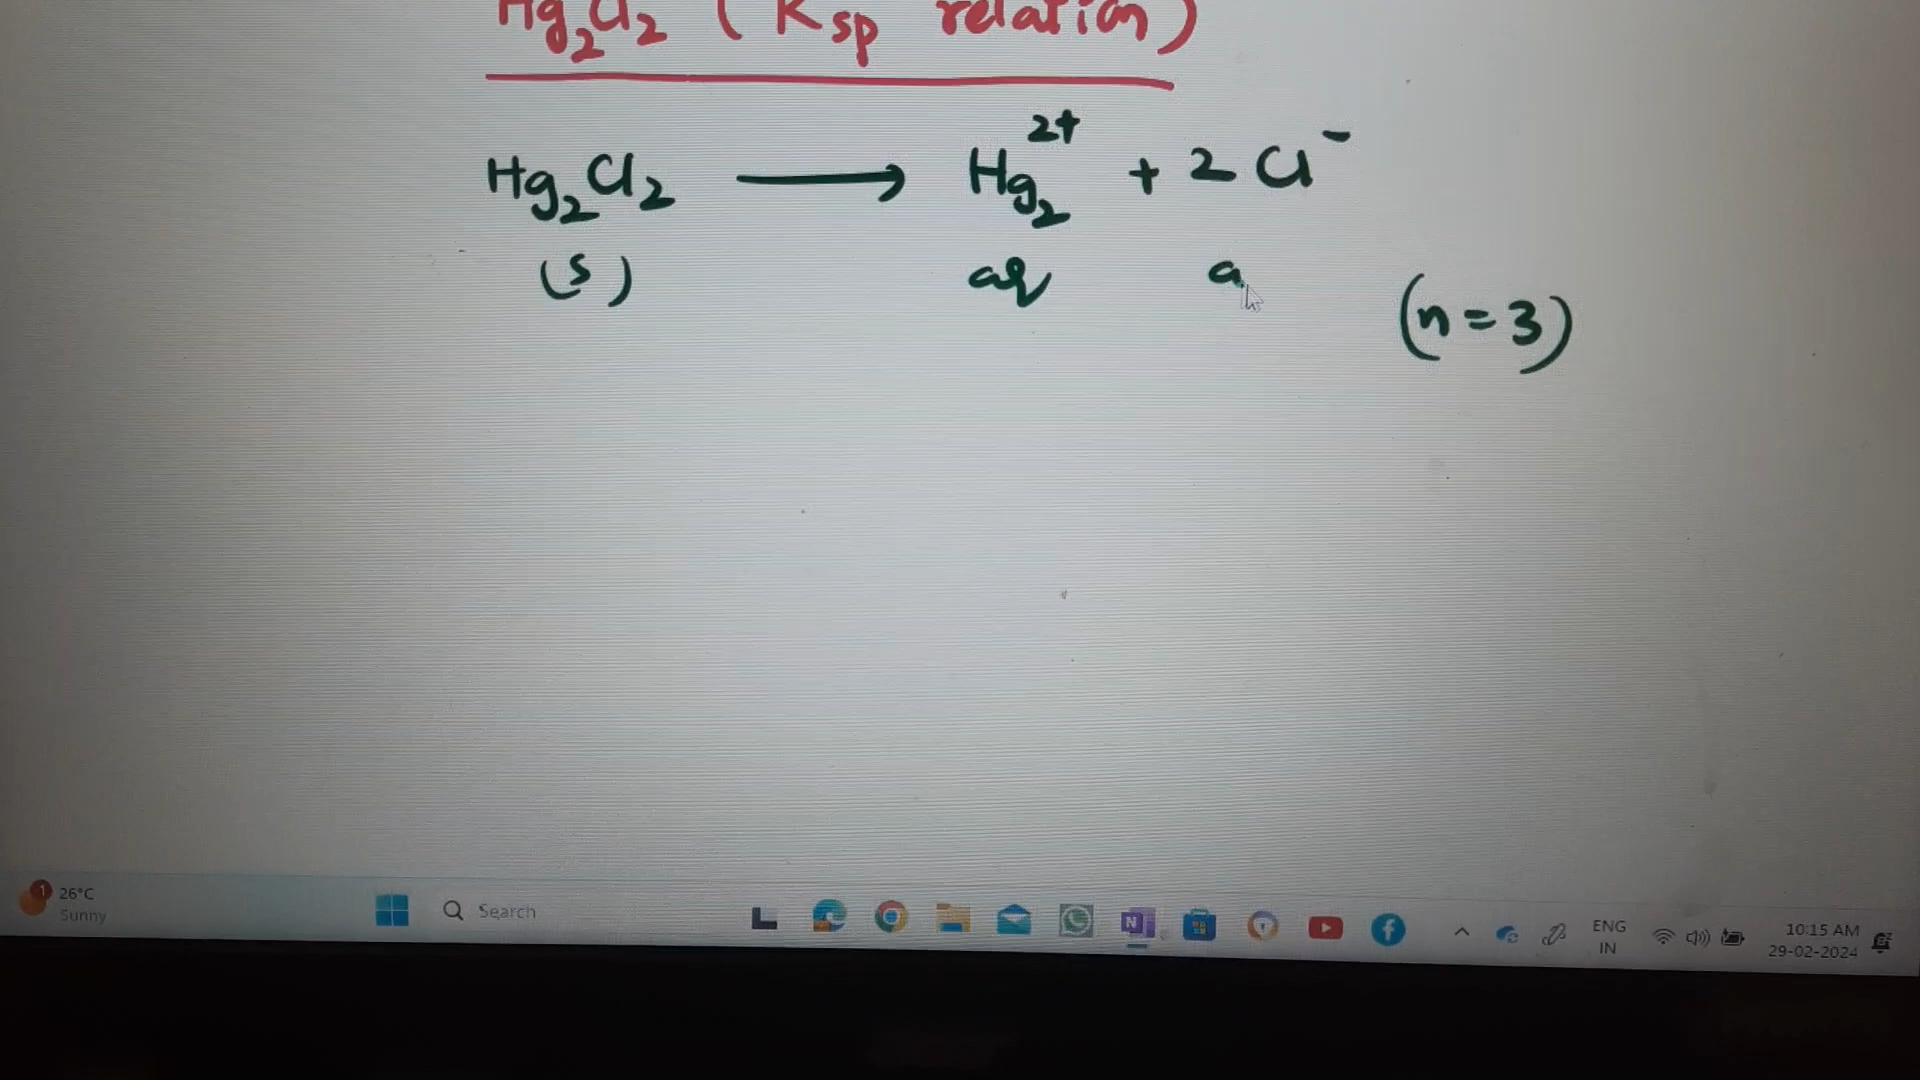 Hg₂Cl₂ (Ksp relation)
Hg₂Cl₂ ⟶ Hg₂²⁺ + 2 Cl⁻
(s) aq a
(n = 3)
1
26°C
Sunny
Search
ENG
IN
10:15 AM
29-02-2024